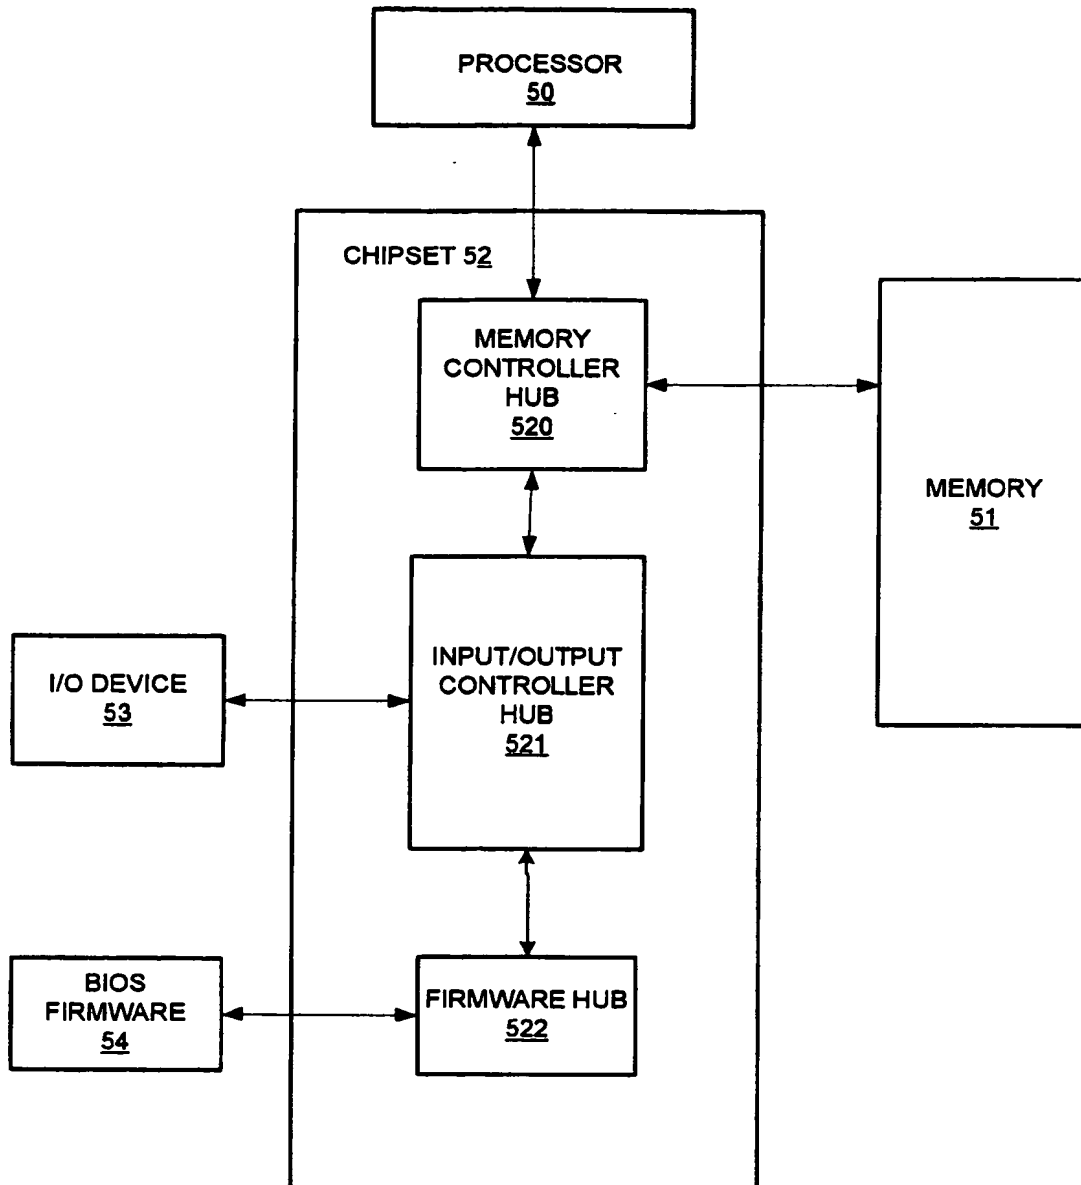 PROCESSOR
50
CHIPSET 52
MEMORY
CONTROLLER
HUB
520
MEMORY
51
INPUT/OUTPUT
CONTROLLER
HUB
521
I/O DEVICE
53
BIOS
FIRMWARE
54
FIRMWARE HUB
522